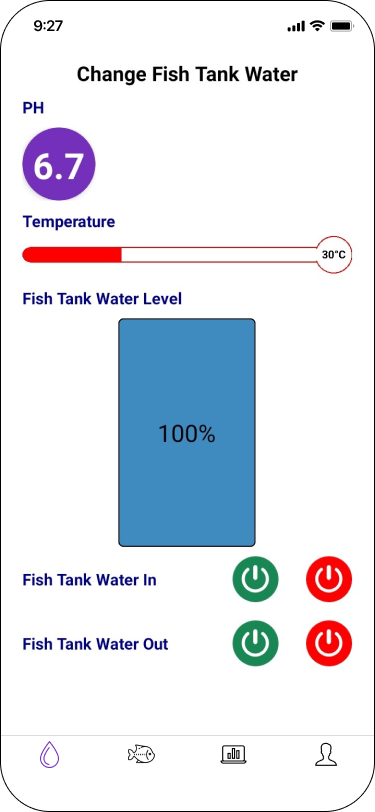 9:27
Change Fish Tank Water
PH
6.7
Temperature
30°C
Fish Tank Water Level
100%
Fish Tank Water In
Fish Tank Water Out